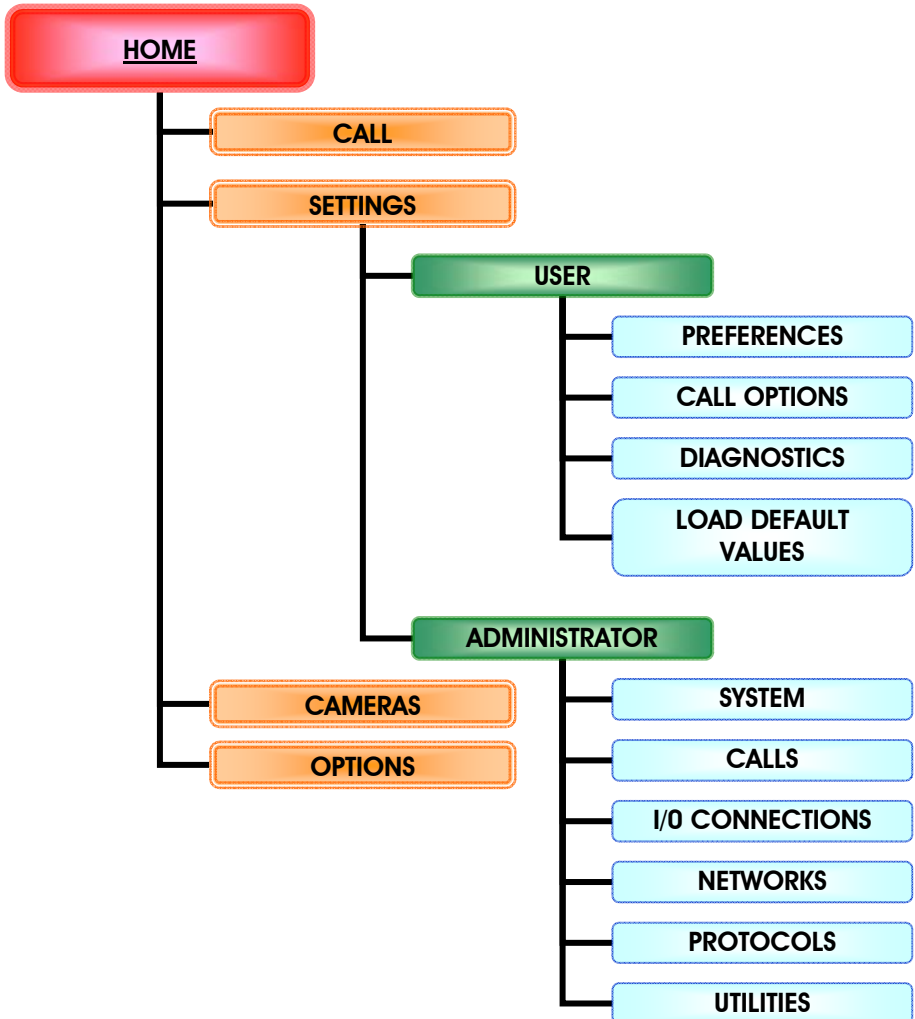 HOME
CALL
SETTINGS
USER
PREFERENCES
CALL OPTIONS
DIAGNOSTICS
LOAD DEFAULT
VALUES
ADMINISTRATOR
SYSTEM
CALLS
I/O CONNECTIONS
NETWORKS
PROTOCOLS
UTILITIES
CAMERAS
OPTIONS